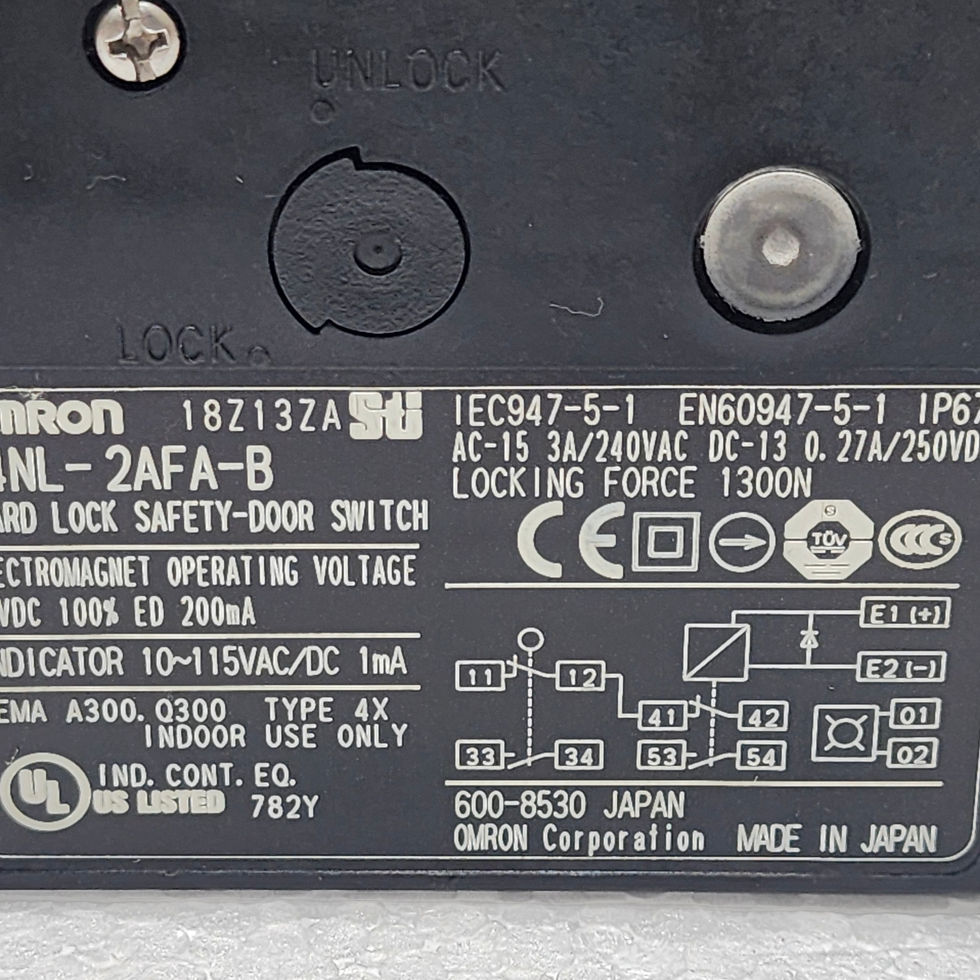 UNLOCK
LOCK
MRON 18Z13ZA Sti
4NL-2AFA-B
ARD LOCK SAFETY-DOOR SWITCH
ECTROMAGNET OPERATING VOLTAGE
VDC 100% ED 200mA
NDICATOR 10~115VAC/DC 1mA
EMA A300. Q300 TYPE 4X
INDOOR USE ONLY
UL IND. CONT. EQ.
US LISTED 782Y
IEC947-5-1 EN60947-5-1 IP67
AC-15 3A/240VAC DC-13 0.27A/250VD
LOCKING FORCE 1300N
CE S TÜV CCC S
E1 (+)
11 12 E2 (-)
41 42 01
33 34 53 54 02
600-8530 JAPAN
OMRON Corporation MADE IN JAPAN